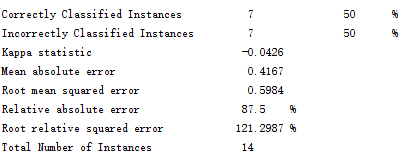 Correctly Classified Instances 7 50 %
Incorrectly Classified Instances 7 50 %
Kappa statistic -0.0426
Mean absolute error 0.4167
Root mean squared error 0.5984
Relative absolute error 87.5 %
Root relative squared error 121.2987 %
Total Number of Instances 14